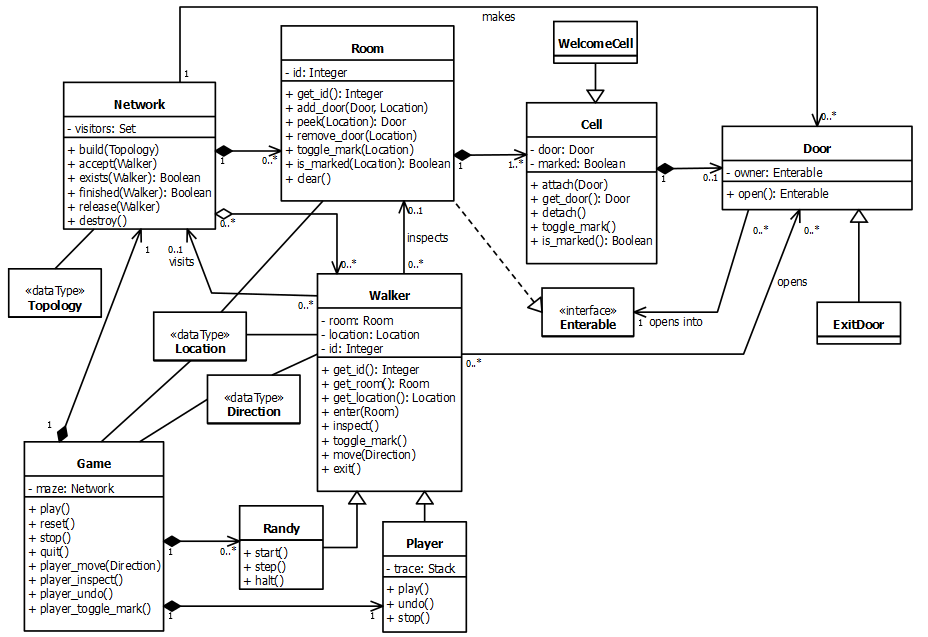 makes
1
0..*
Room
- id: Integer
+ get_id(): Integer
+ add_door(Door, Location)
+ peek(Location): Door
+ remove_door(Location)
+ toggle_mark(Location)
+ is_marked(Location): Boolean
+ clear()
WelcomeCell
Network
- visitors: Set
+ build(Topology)
+ accept(Walker)
+ exists(Walker): Boolean
+ finished(Walker): Boolean
+ release(Walker)
+ destroy()
1
0..*
Cell
- door: Door
- marked: Boolean
+ attach(Door)
+ get_door(): Door
+ detach()
+ toggle_mark()
+ is_marked(): Boolean
1
1..*
Door
- owner: Enterable
+ open(): Enterable
1
0..1
0..*
0..*
0..1
inspects
0..*
1
0..1
visits
0..*
0..*
0..*
opens
«dataType»
Topology
«dataType»
Location
«dataType»
Direction
Walker
- room: Room
- location: Location
- id: Integer
+ get_id(): Integer
+ get_room(): Room
+ get_location(): Location
+ enter(Room)
+ inspect()
+ toggle_mark()
+ move(Direction)
+ exit()
0..*
«interface»
Enterable
1 opens into
ExitDoor
1
Game
- maze: Network
+ play()
+ reset()
+ stop()
+ quit()
+ player_move(Direction)
+ player_inspect()
+ player_undo()
+ player_toggle_mark()
1
0..*
Randy
+ start()
+ step()
+ halt()
1
1
Player
- trace: Stack
+ play()
+ undo()
+ stop()